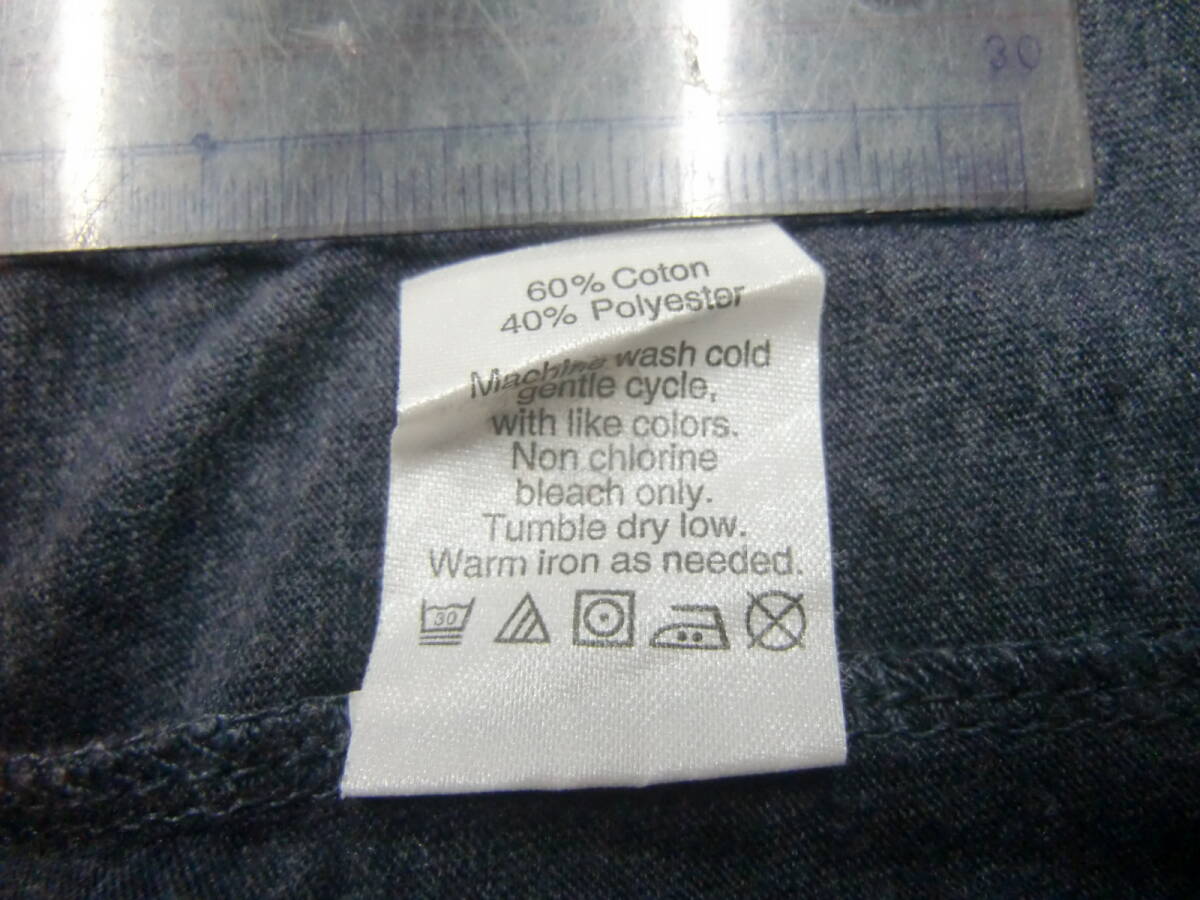 30
60% Coton
40% Polyester
Machine wash cold
gentle cycle,
with like colors.
Non chlorine
bleach only.
Tumble dry low.
Warm iron as needed.
30